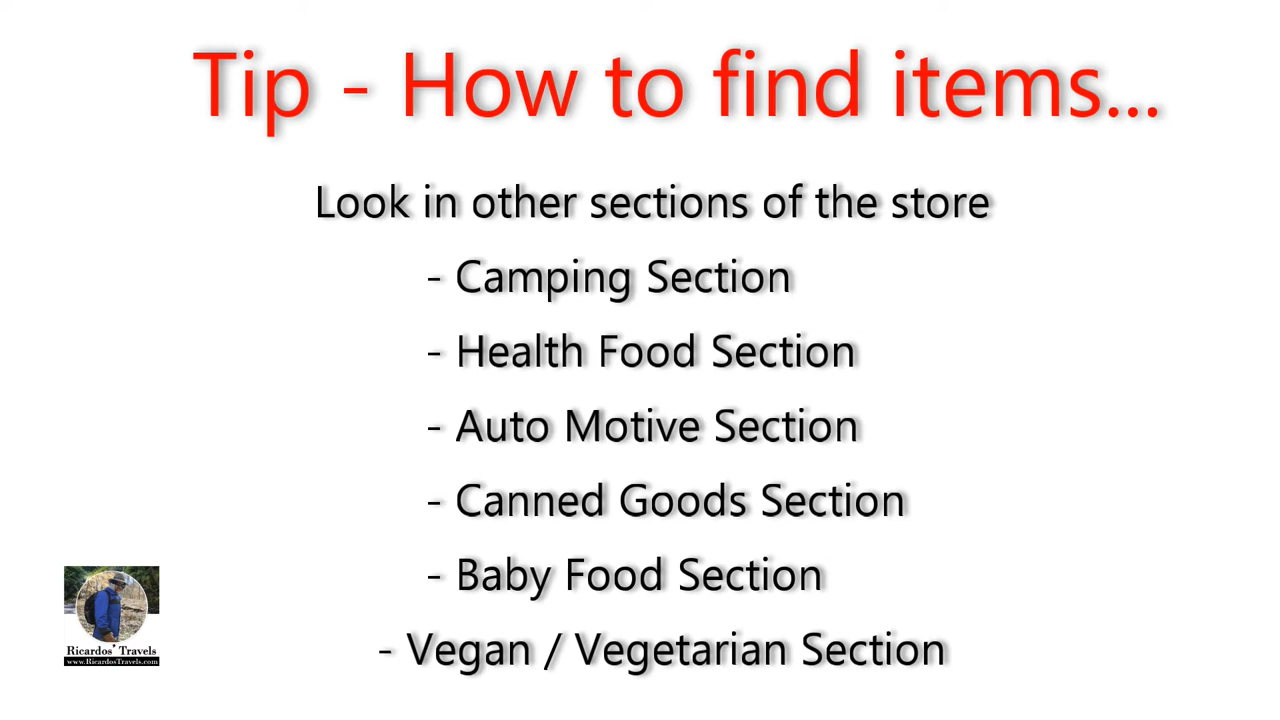 Tip - How to find items...
Look in other sections of the store
- Camping Section
- Health Food Section
- Auto Motive Section
- Canned Goods Section
- Baby Food Section
- Vegan / Vegetarian Section
Ricardos' Travels
www.RicardosTravels.com